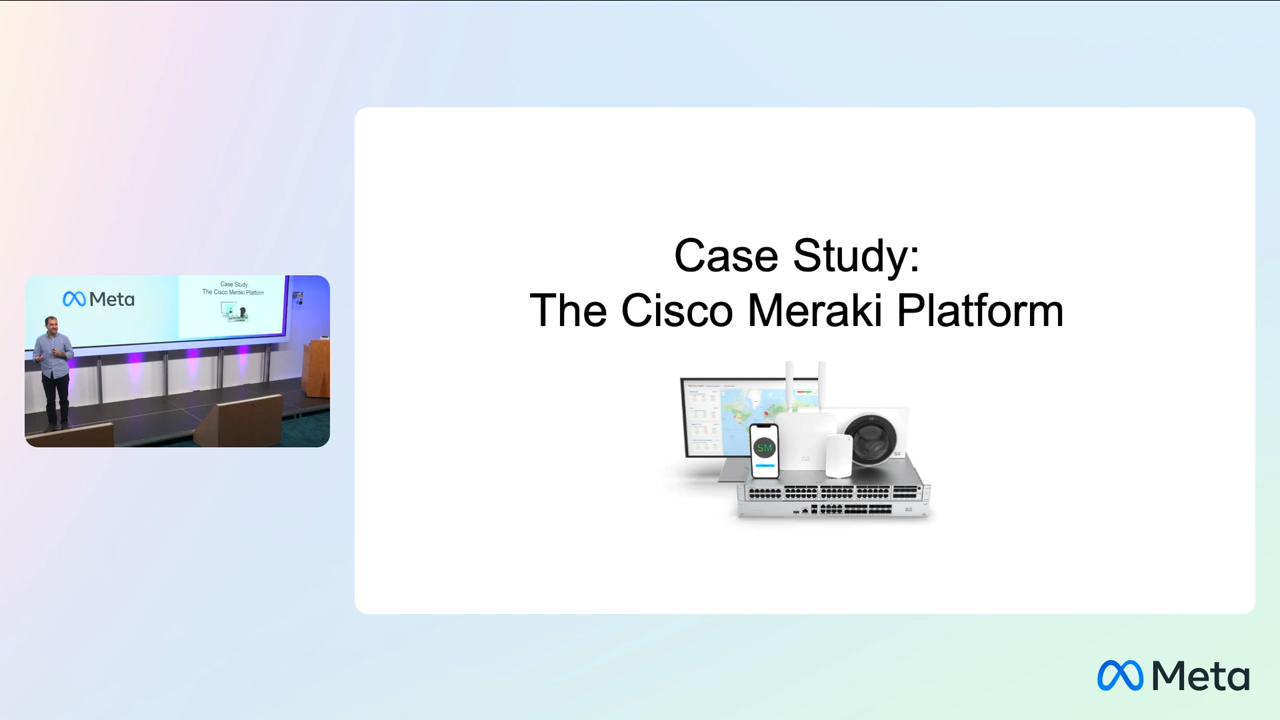 Meta
Case Study:
The Cisco Meraki Platform
Case Study:
The Cisco Meraki Platform
SM
Meta